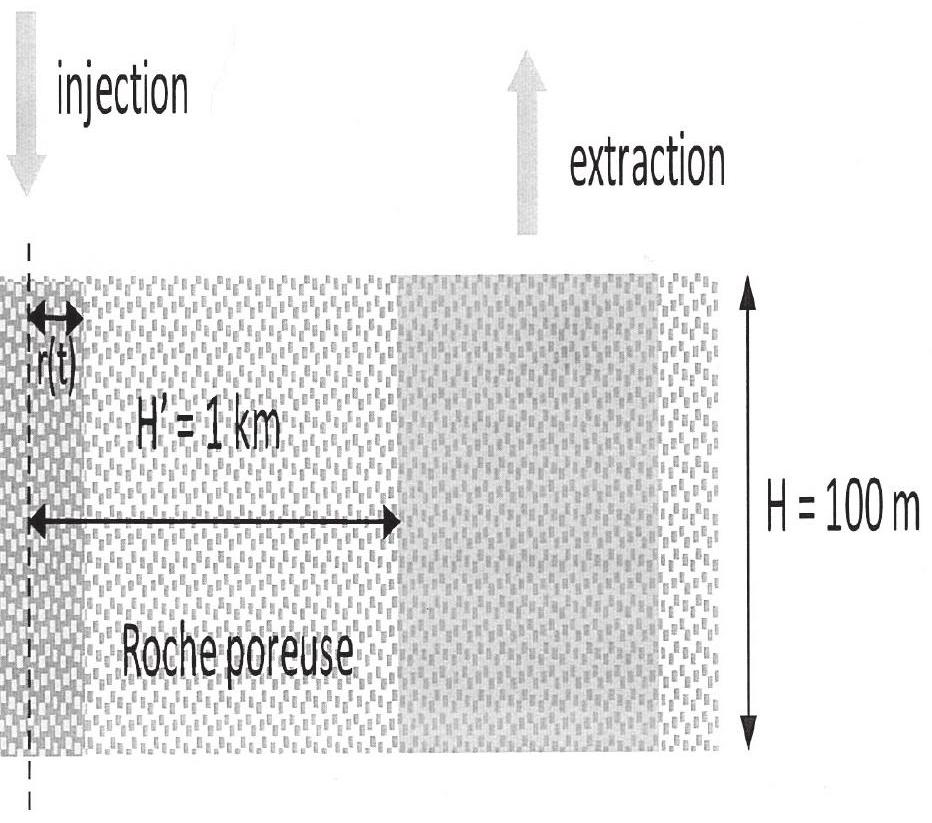 injection
extraction
r(t)
H' = 1 km
H = 100 m
Roche poreuse